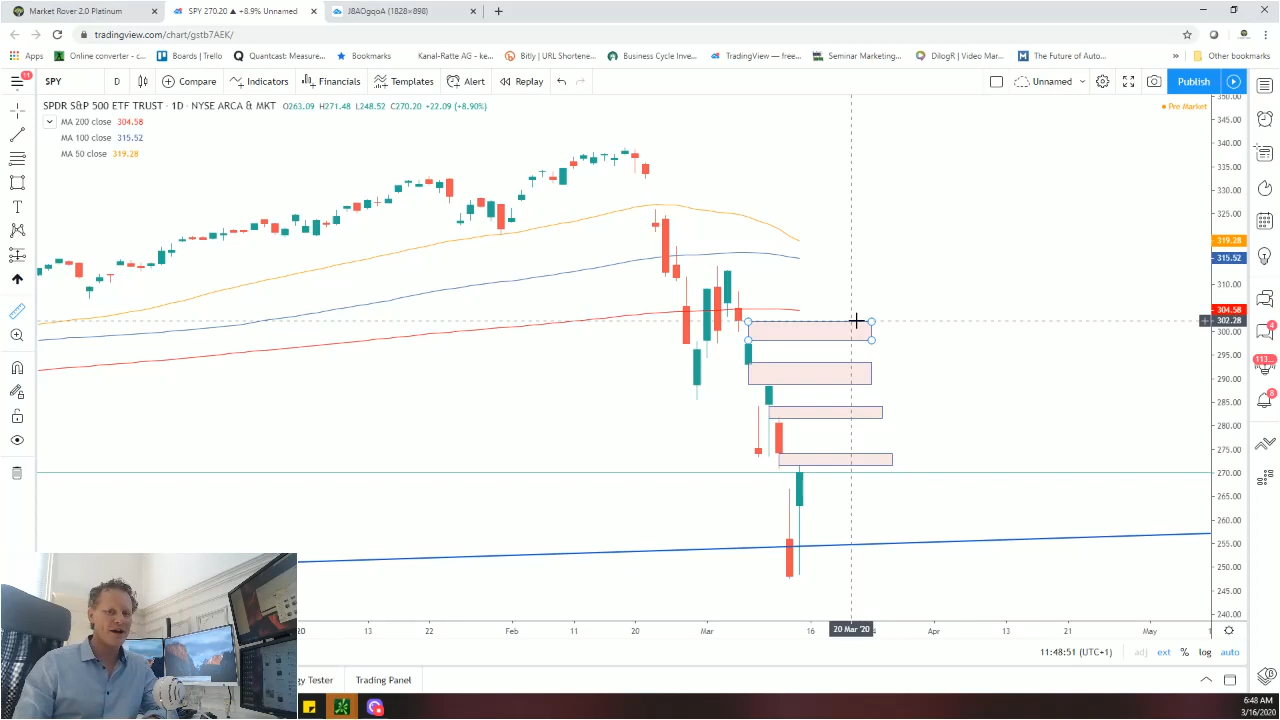 Market Rover 2.0 Platinum
SPY 270.20 ▲ +8.9% Unnamed
J8AOgqoA (1828×898)
tradingview.com/chart/gstb7AEK/
Apps
Online converter -...
Boards | Trello
Quantcast: Measure...
Bookmarks
Kanal-Ratte AG - ke...
Bitly | URL Shortene...
Business Cycle Inve...
TradingView — free...
Seminar Marketing...
DilogR | Video Mar...
The Future of Auto...
»
Other bookmarks
11
SPY
D
Compare
Indicators
Financials
Templates
Alert
Replay
Unnamed
Publish
SPDR S&P 500 ETF TRUST · 1D · NYSE ARCA & MKT O263.09 H271.48 L248.52 C270.20 +22.09 (+8.90%)
Pre Market
MA 200 close 304.58
MA 100 close 315.52
MA 50 close 319.28
350.00
345.00
340.00
335.00
330.00
325.00
319.28
315.52
310.00
304.58
302.28
300.00
295.00
290.00
285.00
280.00
275.00
270.00
265.00
260.00
255.00
250.00
245.00
240.00
4
113...
8
20
13
22
Feb
11
20
Mar
16
20 Mar '20
Apr
13
21
May
1
11:48:51 (UTC+1)
adj
ext
%
log
auto
gy Tester
Trading Panel
6:48 AM
3/16/2020